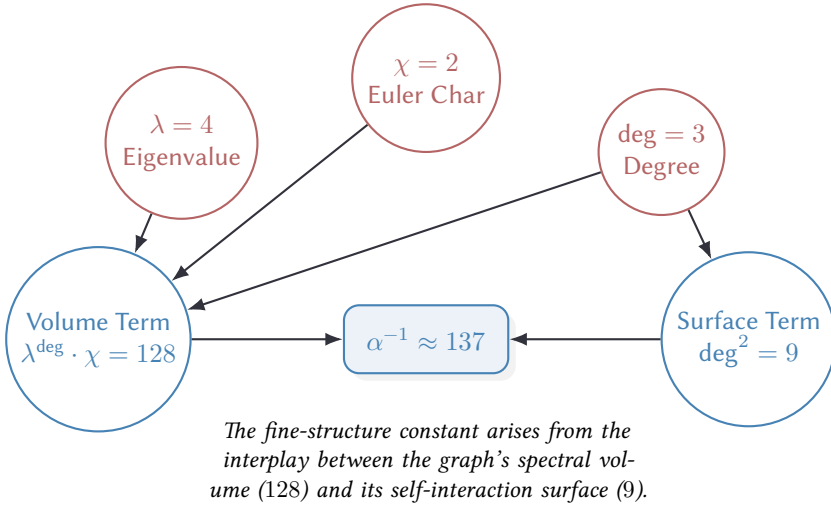 χ = 2
Euler Char
λ = 4
Eigenvalue
deg = 3
Degree
Volume Term
λ^deg · χ = 128
α⁻¹ ≈ 137
Surface Term
deg² = 9
The fine-structure constant arises from the
interplay between the graph's spectral vol-
ume (128) and its self-interaction surface (9).